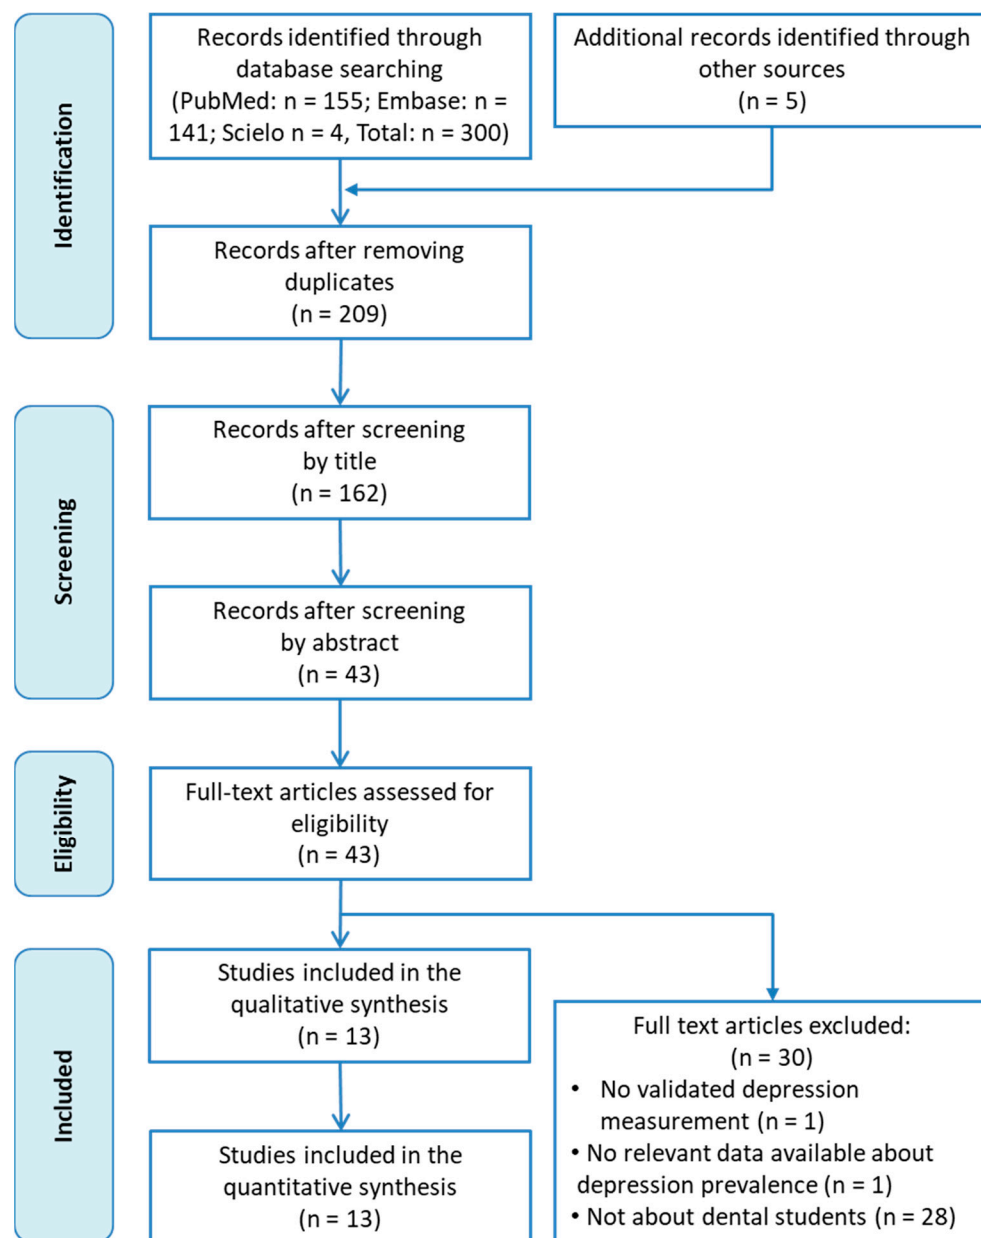 Identification
Records identified through
database searching
(PubMed: n = 155; Embase: n =
141; Scielo n = 4, Total: n = 300)
Additional records identified through
other sources
(n = 5)
Records after removing
duplicates
(n = 209)
Screening
Records after screening
by title
(n = 162)
Records after screening
by abstract
(n = 43)
Eligibility
Full-text articles assessed for
eligibility
(n = 43)
Included
Studies included in the
qualitative synthesis
(n = 13)
Full text articles excluded:
(n = 30)
• No validated depression
measurement (n = 1)
• No relevant data available about
depression prevalence (n = 1)
• Not about dental students (n = 28)
Studies included in the
quantitative synthesis
(n = 13)